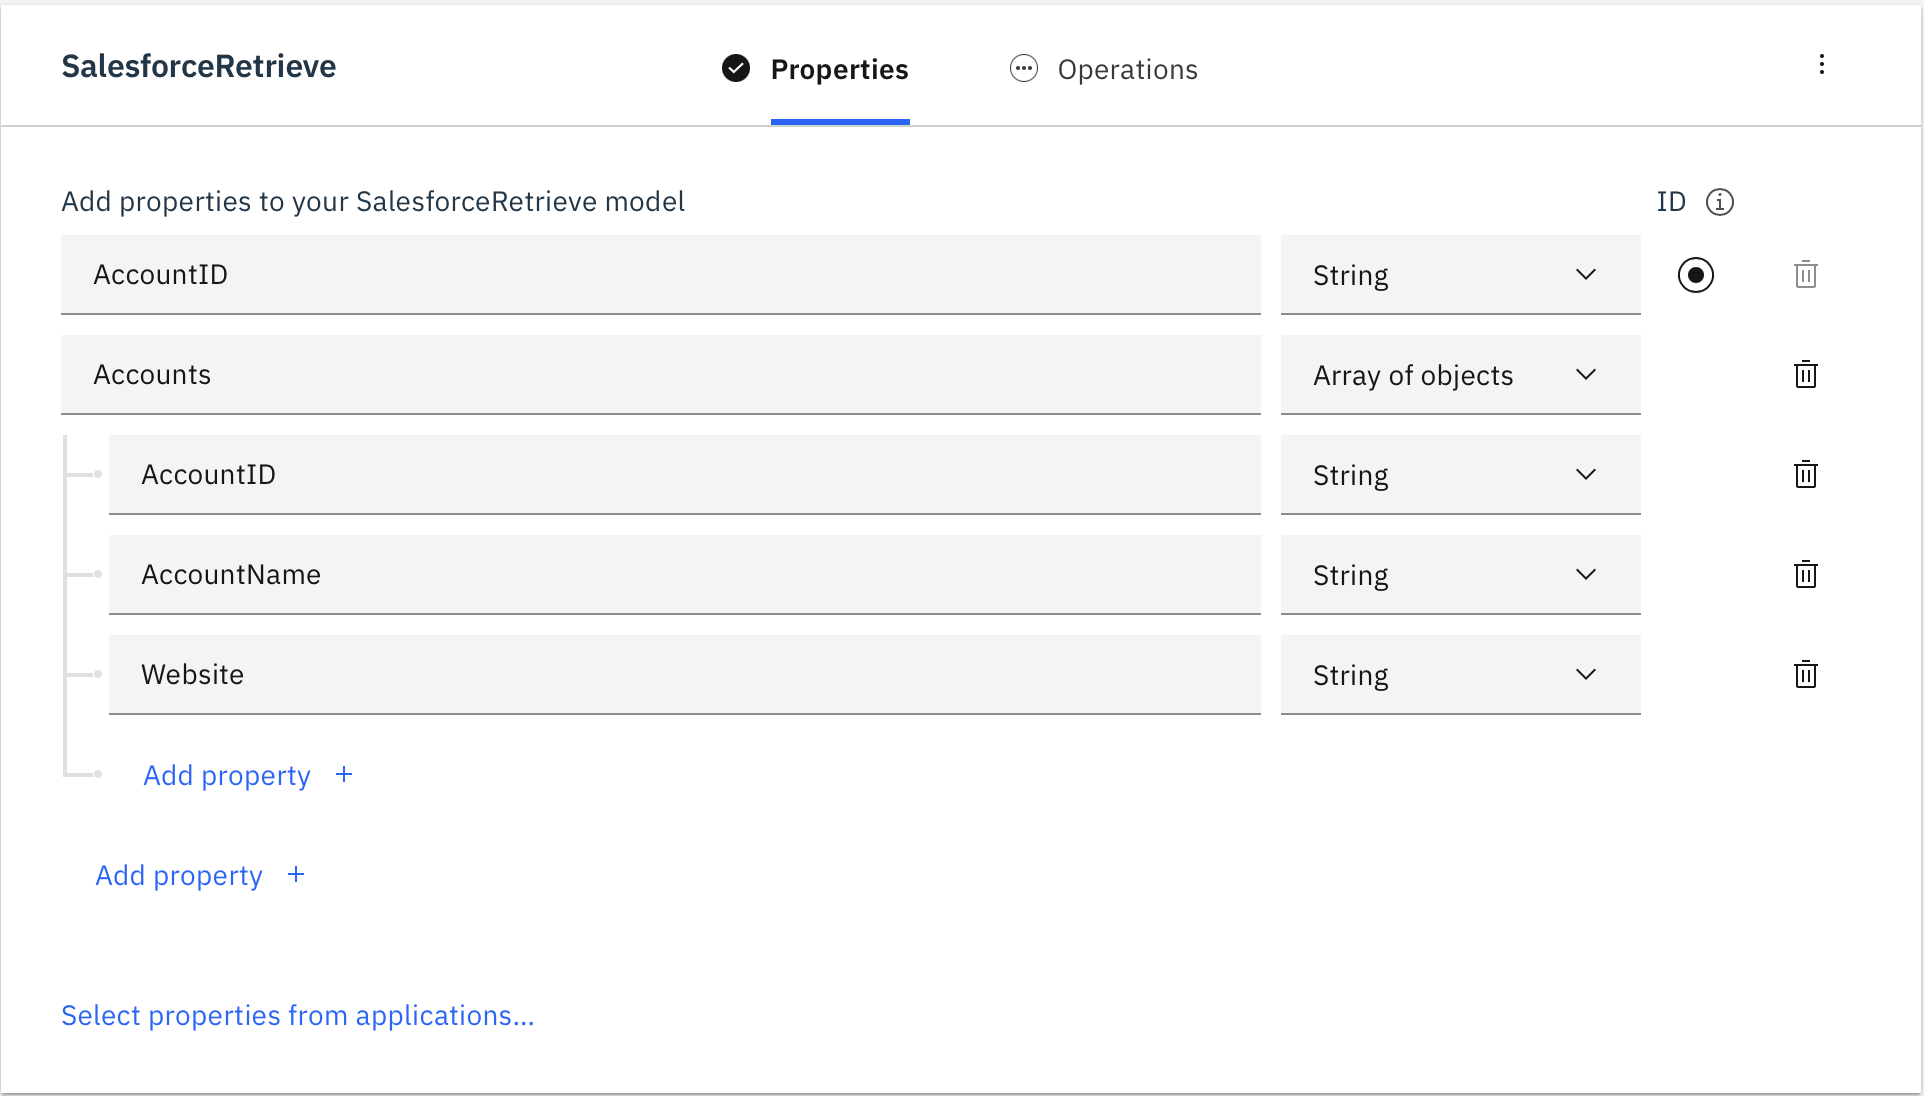 SalesforceRetrieve
Properties
Operations
Add properties to your SalesforceRetrieve model
ID
AccountID
String
Accounts
Array of objects
AccountID
String
AccountName
String
Website
String
Add property +
Add property +
Select properties from applications...